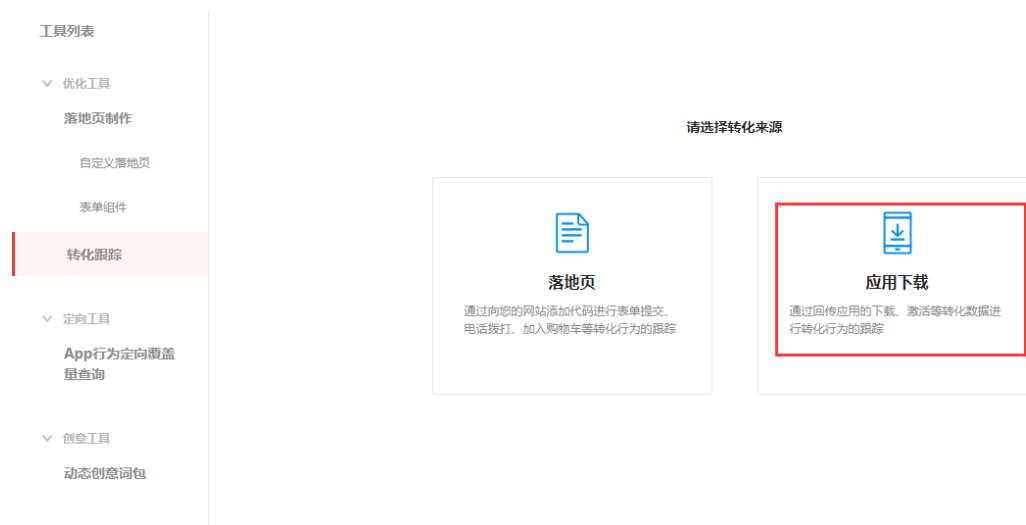 工具列表
优化工具
落地页制作
自定义落地页
表单组件
转化跟踪
定向工具
App行为定向覆盖
量查询
创意工具
动态创意词包
请选择转化来源
落地页
通过向您的网站添加代码进行表单提交、
电话拨打、加入购物车等转化行为的跟踪
应用下载
通过回传应用的下载、激活等转化数据进
行转化行为的跟踪